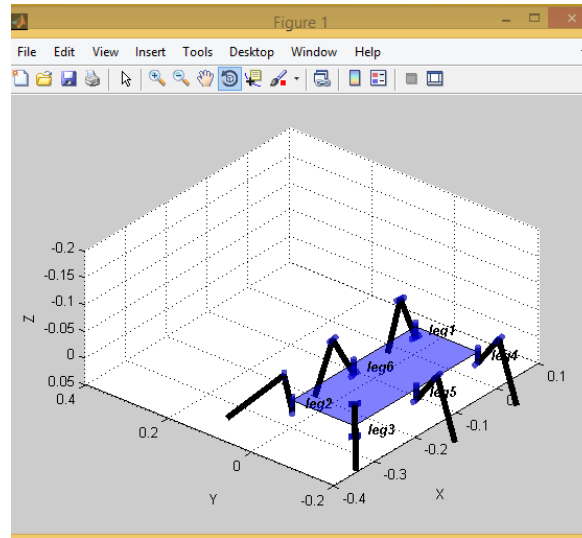 Figure 1
File Edit View Insert Tools Desktop Window Help
-0.2
-0.15
-0.1
-0.05
0
0.05
Z
0.4
0.2
0
-0.2
Y
-0.4
-0.3
-0.2
-0.1
0
0.1
X
leg1
leg4
leg6
leg5
leg2
leg3